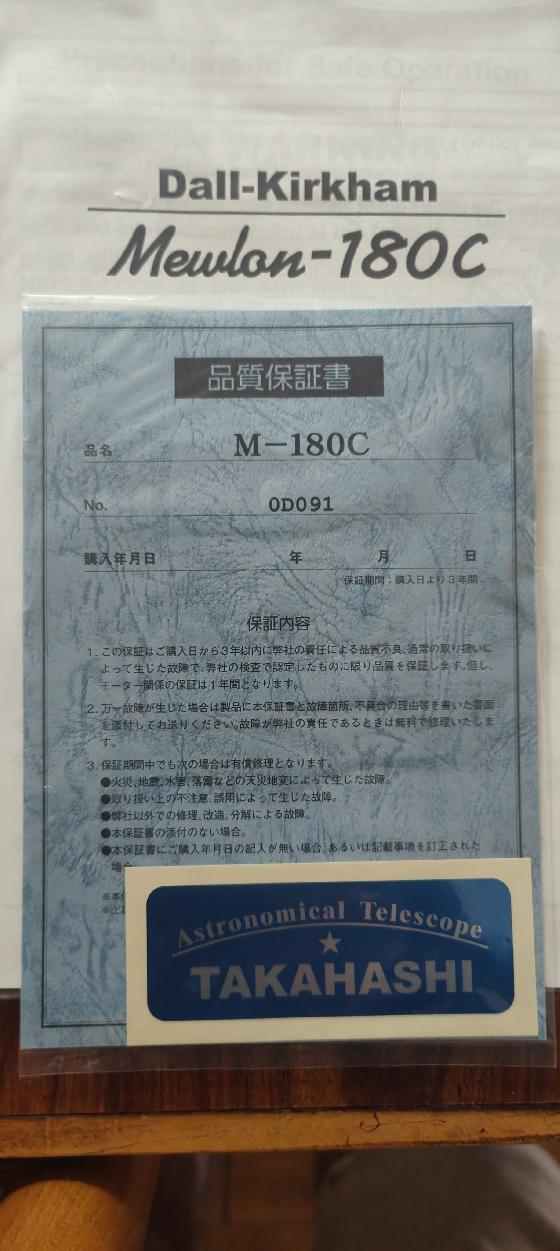 Precautions for Safe Operation
Dall-Kirkham
Mewlon-180C
品質保証書
品名 M-180C
No. 0D091
購入年月日 年 月 日
保証期間：購入日より3年間
保証内容
1. この保証はご購入日から3年以内に弊社の責任による品質不良、通常の取り扱いに
よって生じた故障で、弊社の検査で認定したものに限り品質を保証します。但し、
モーター関係の保証は1年間となります。
2. 万一故障が生じた場合は製品に本保証書と故障箇所、不具合の理由等を書いた書面
を添付してお送りください。故障が弊社の責任であるときは無料で修理いたしま
す。
3. 保証期間中でも次の場合は有償修理となります。
●火災、地震、水害、落雷などの天災地変によって生じた故障。
●取り扱い上の不注意、誤用によって生じた故障。
●弊社以外での修理、改造、分解による故障。
●本保証書の添付のない場合。
●本保証書にご購入年月日の記入が無い場合、あるいは記載事項を訂正された
場合
Astronomical Telescope
TAKAHASHI